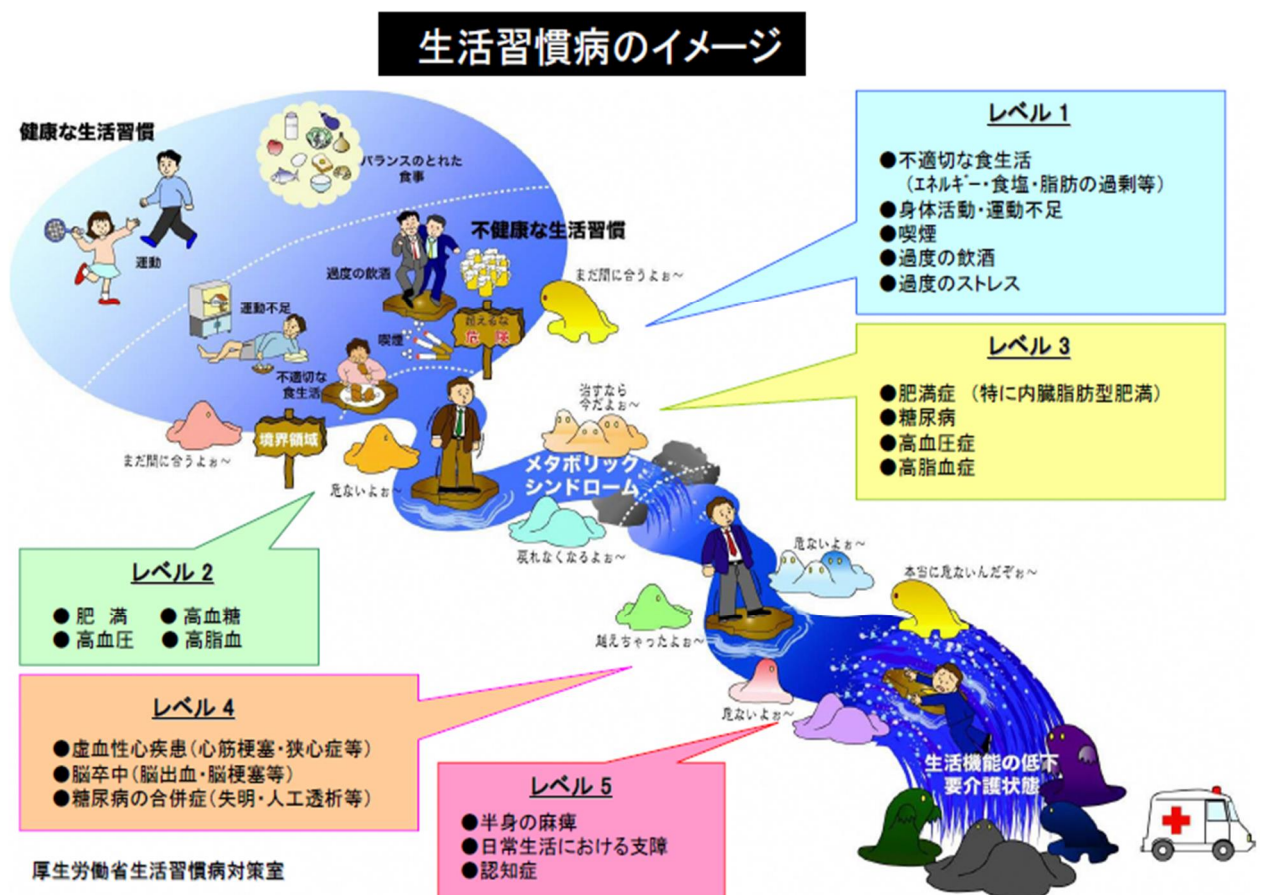 生活習慣病のイメージ
健康な生活習慣
バランスのとれた
食事
運動
不健康な生活習慣
過度の飲酒
まだ間に合うよぉ~
運動不足
喫煙
越えるな
危険
不適切な
食生活
境界領域
まだ間に合うよぉ~
危ないよぉ~
治すなら
今だよぉ~
メタボリック
シンドローム
戻れなくなるよぉ~
危ないよぉ~
越えちゃったよぉ~
本当に危ないんだぞぉ~
危ないよぉ~
生活機能の低下
要介護状態
レベル 1
●不適切な食生活
(エネルギー・食塩・脂肪の過剰等)
●身体活動・運動不足
●喫煙
●過度の飲酒
●過度のストレス
レベル 3
●肥満症 (特に内臓脂肪型肥満)
●糖尿病
●高血圧症
●高脂血症
レベル 2
● 肥 満 ● 高血糖
● 高血圧 ● 高脂血
レベル 4
●虚血性心疾患(心筋梗塞・狭心症等)
●脳卒中(脳出血・脳梗塞等)
●糖尿病の合併症(失明・人工透析等)
レベル 5
●半身の麻痺
●日常生活における支障
●認知症
厚生労働省生活習慣病対策室